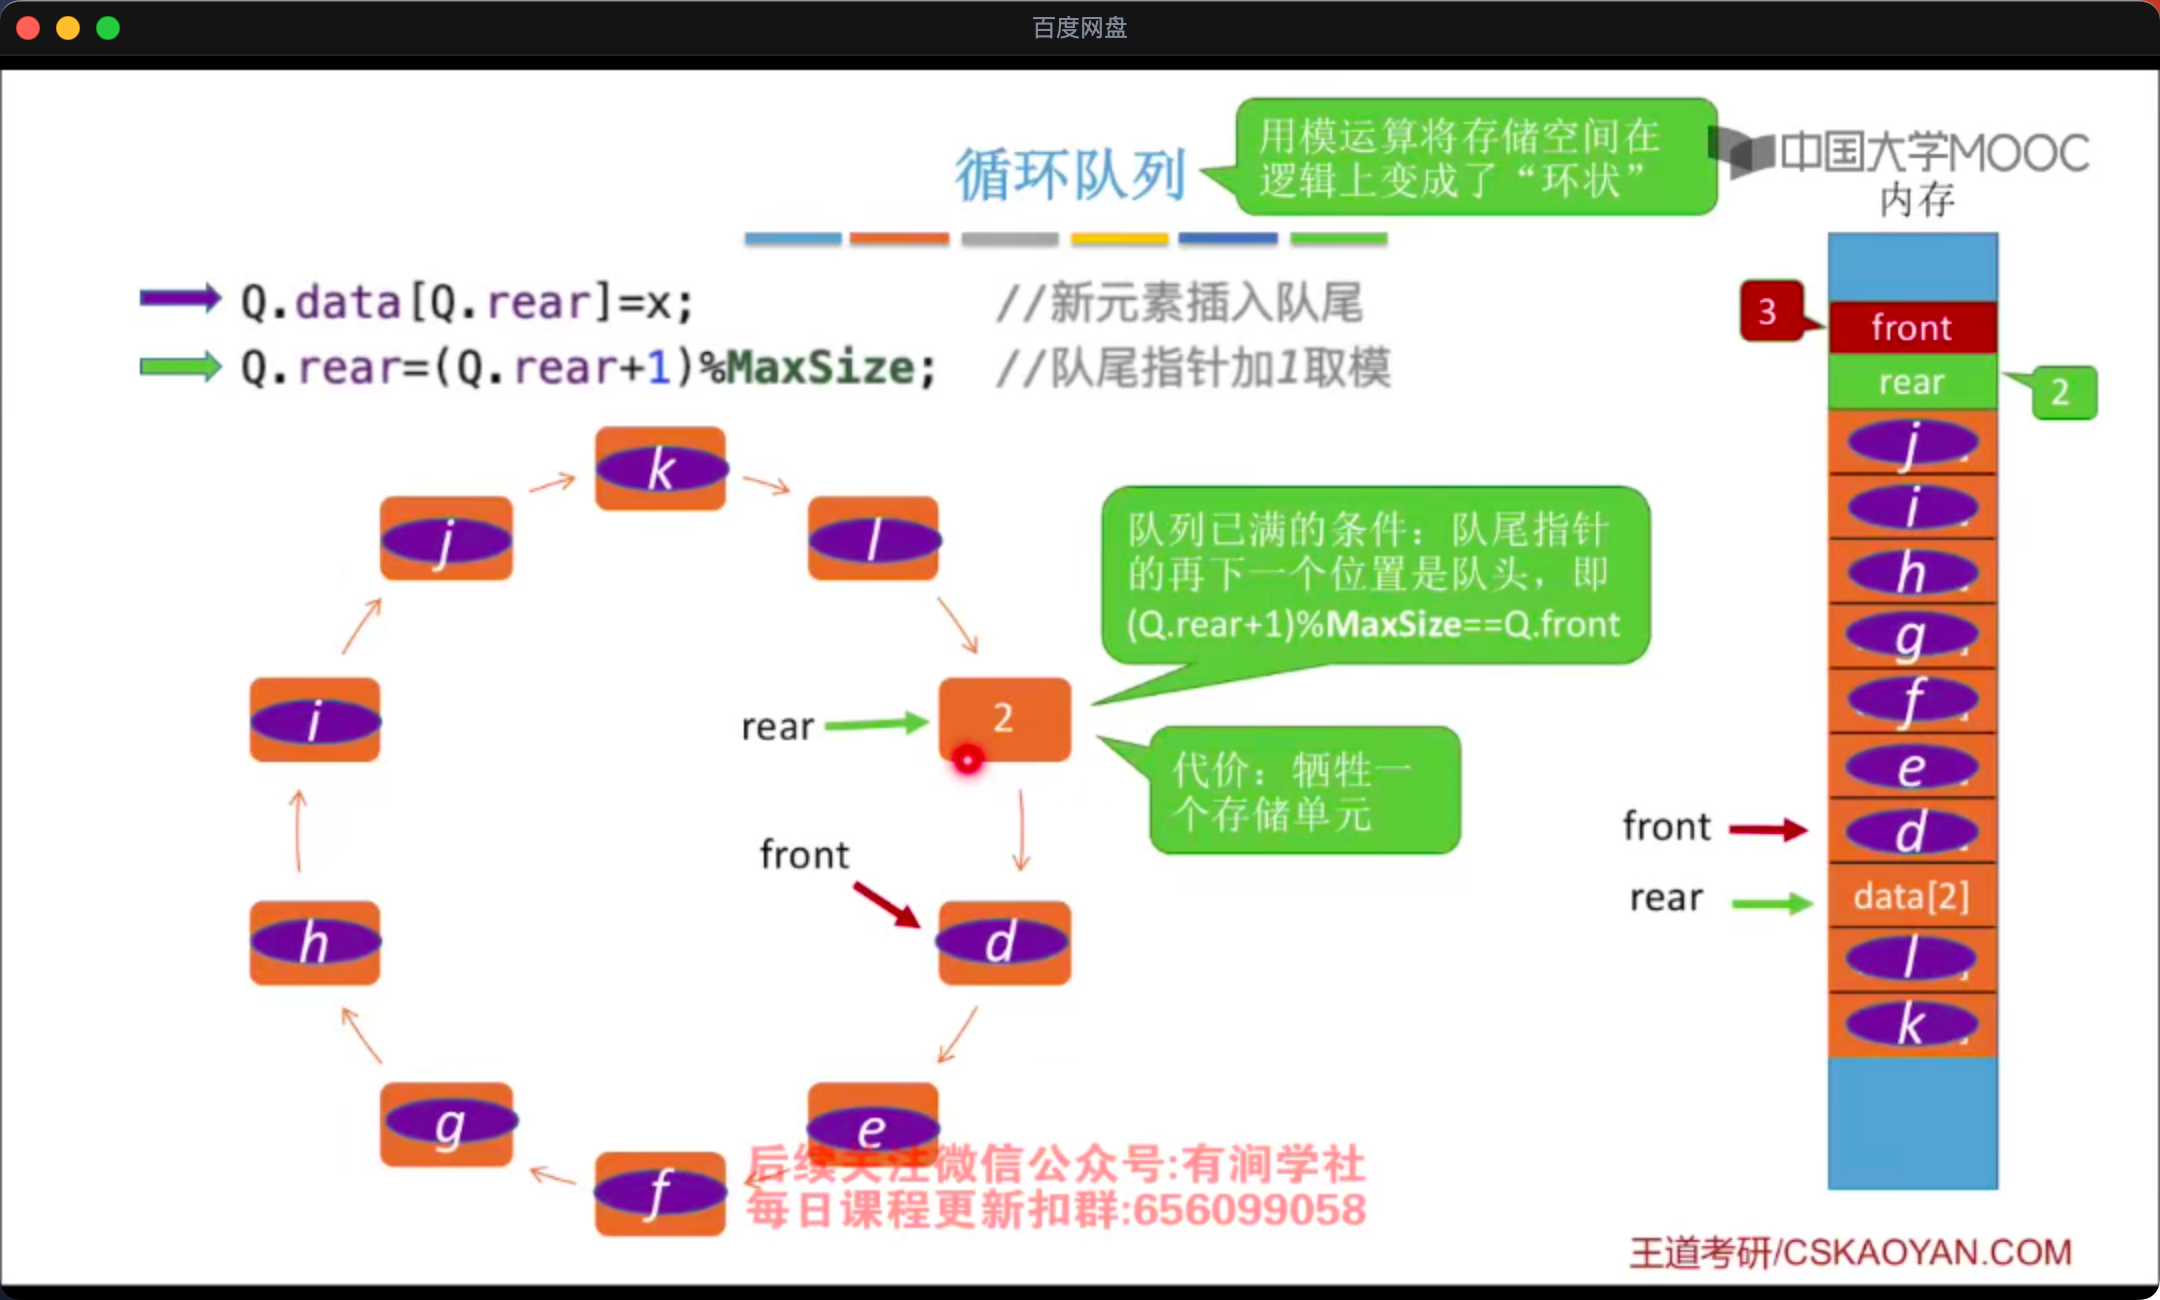 百度网盘
用模运算将存储空间在
逻辑上变成了“环状”
中国大学MOOC
循环队列
内存
Q.data[Q.rear]=x; //新元素插入队尾
Q.rear=(Q.rear+1)%MaxSize; //队尾指针加1取模
3
front
rear
2
k
j
l
i
2
rear
队列已满的条件：队尾指针
的再下一个位置是队头，即
(Q.rear+1)%MaxSize==Q.front
代价：牺牲一
个存储单元
front
h
d
g
e
f
j
i
h
g
f
e
front
d
rear
data[2]
l
k
后续关注微信公众号:有涧学社
每日课程更新扣群:656099058
王道考研/CSKAOYAN.COM